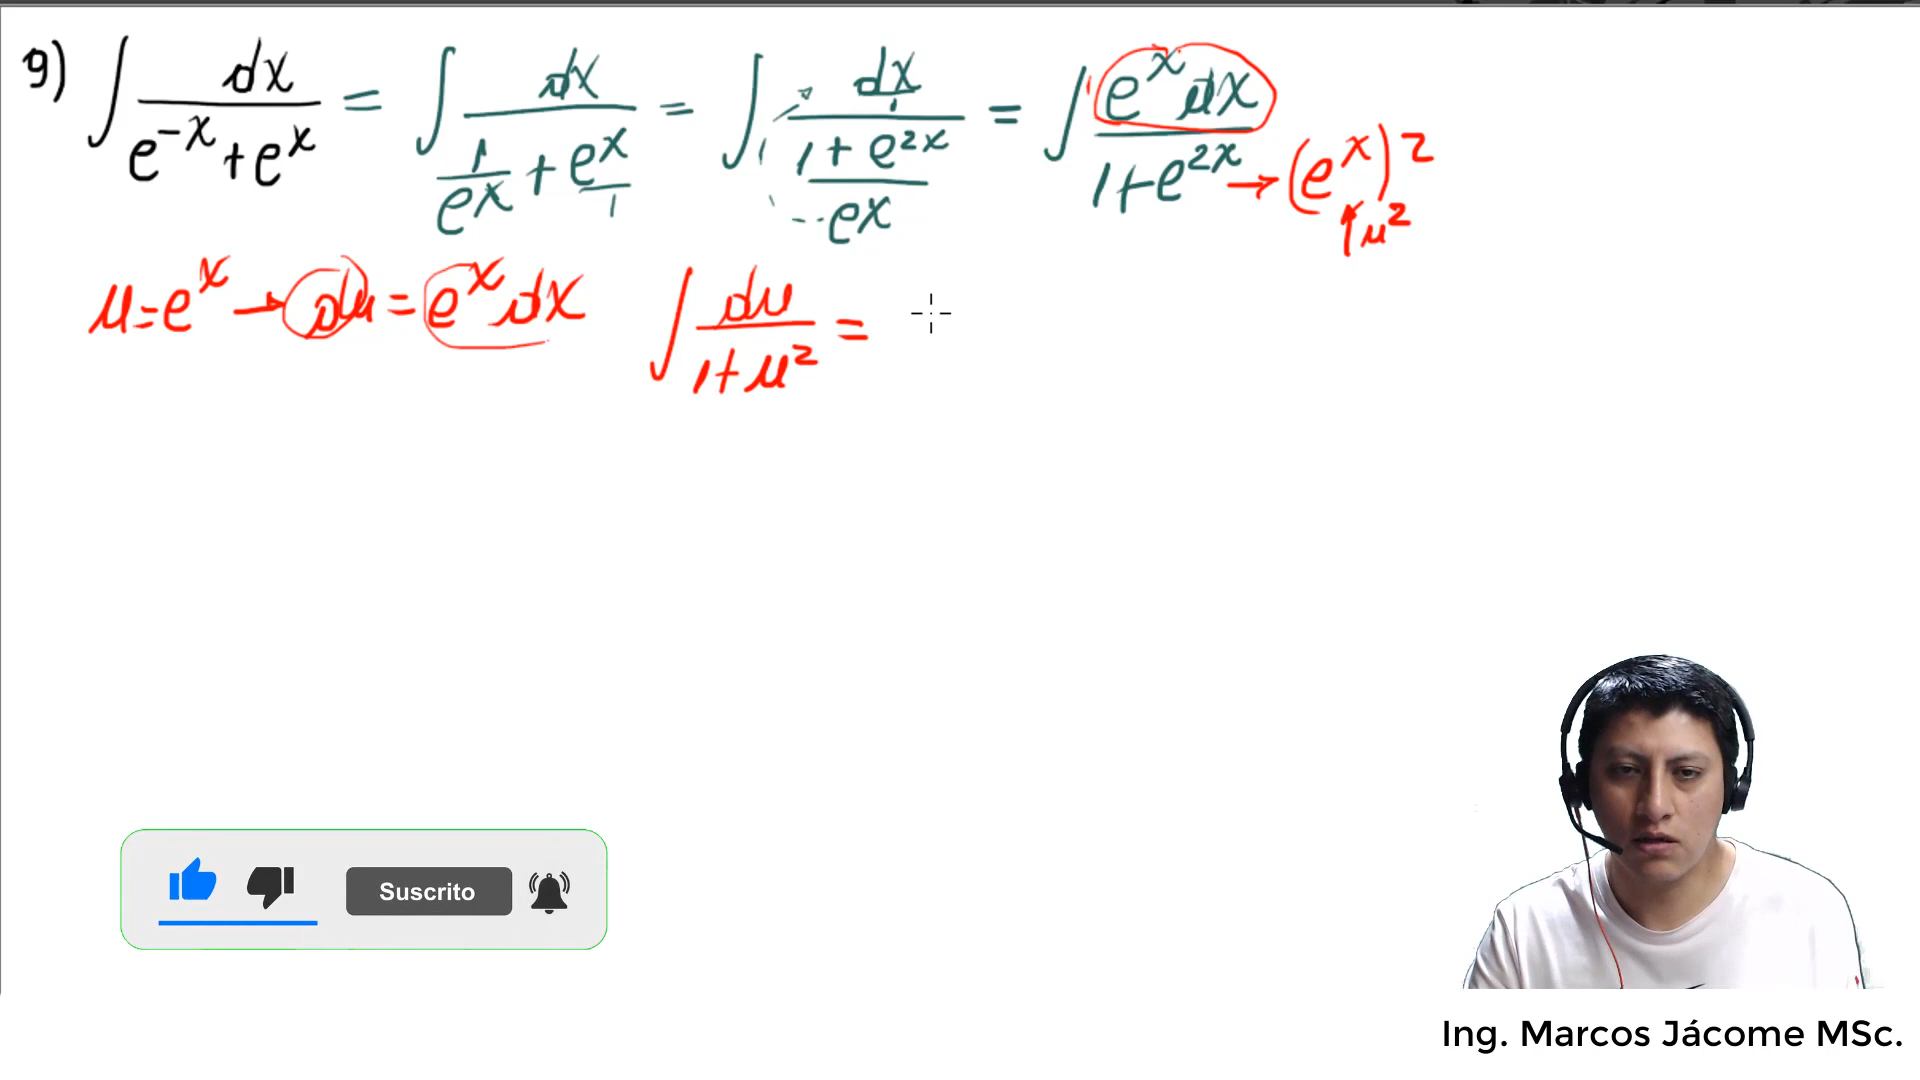 9) ∫ dx/(e^{-x}+e^x) = ∫ dx/(1/e^x + e^x/1) = ∫ dx/1/((1+e^{2x})/e^x) = ∫ e^x dx/(1+e^{2x}) → (e^x)^2
↑u^2
u=e^x → du = e^x dx ∫ du/(1+u^2) =
Suscrito
Ing. Marcos Jácome MSc.